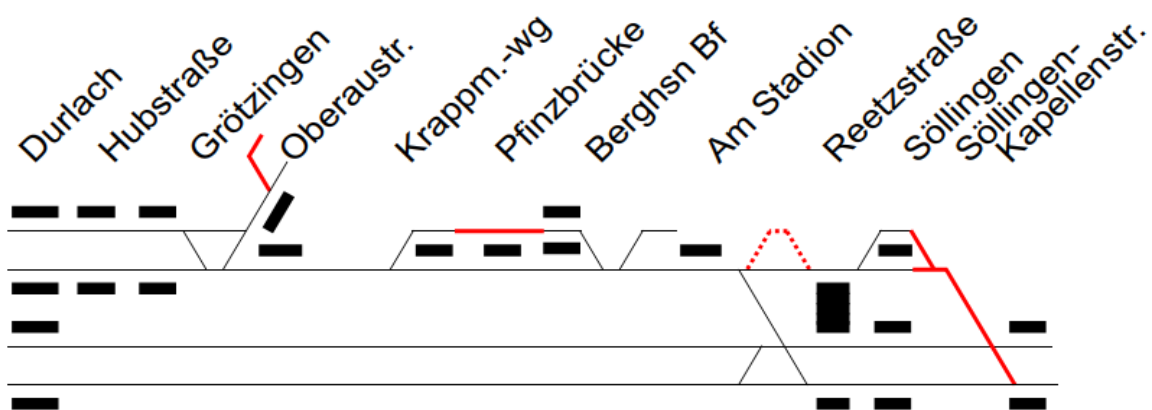 Durlach
Hubstraße
Grötzingen
Oberaustr.
Krappm.-wg
Pfinzbrücke
Berghsn Bf
Am Stadion
Reetzstraße
Söllingen
Söllingen-
Kapellenstr.